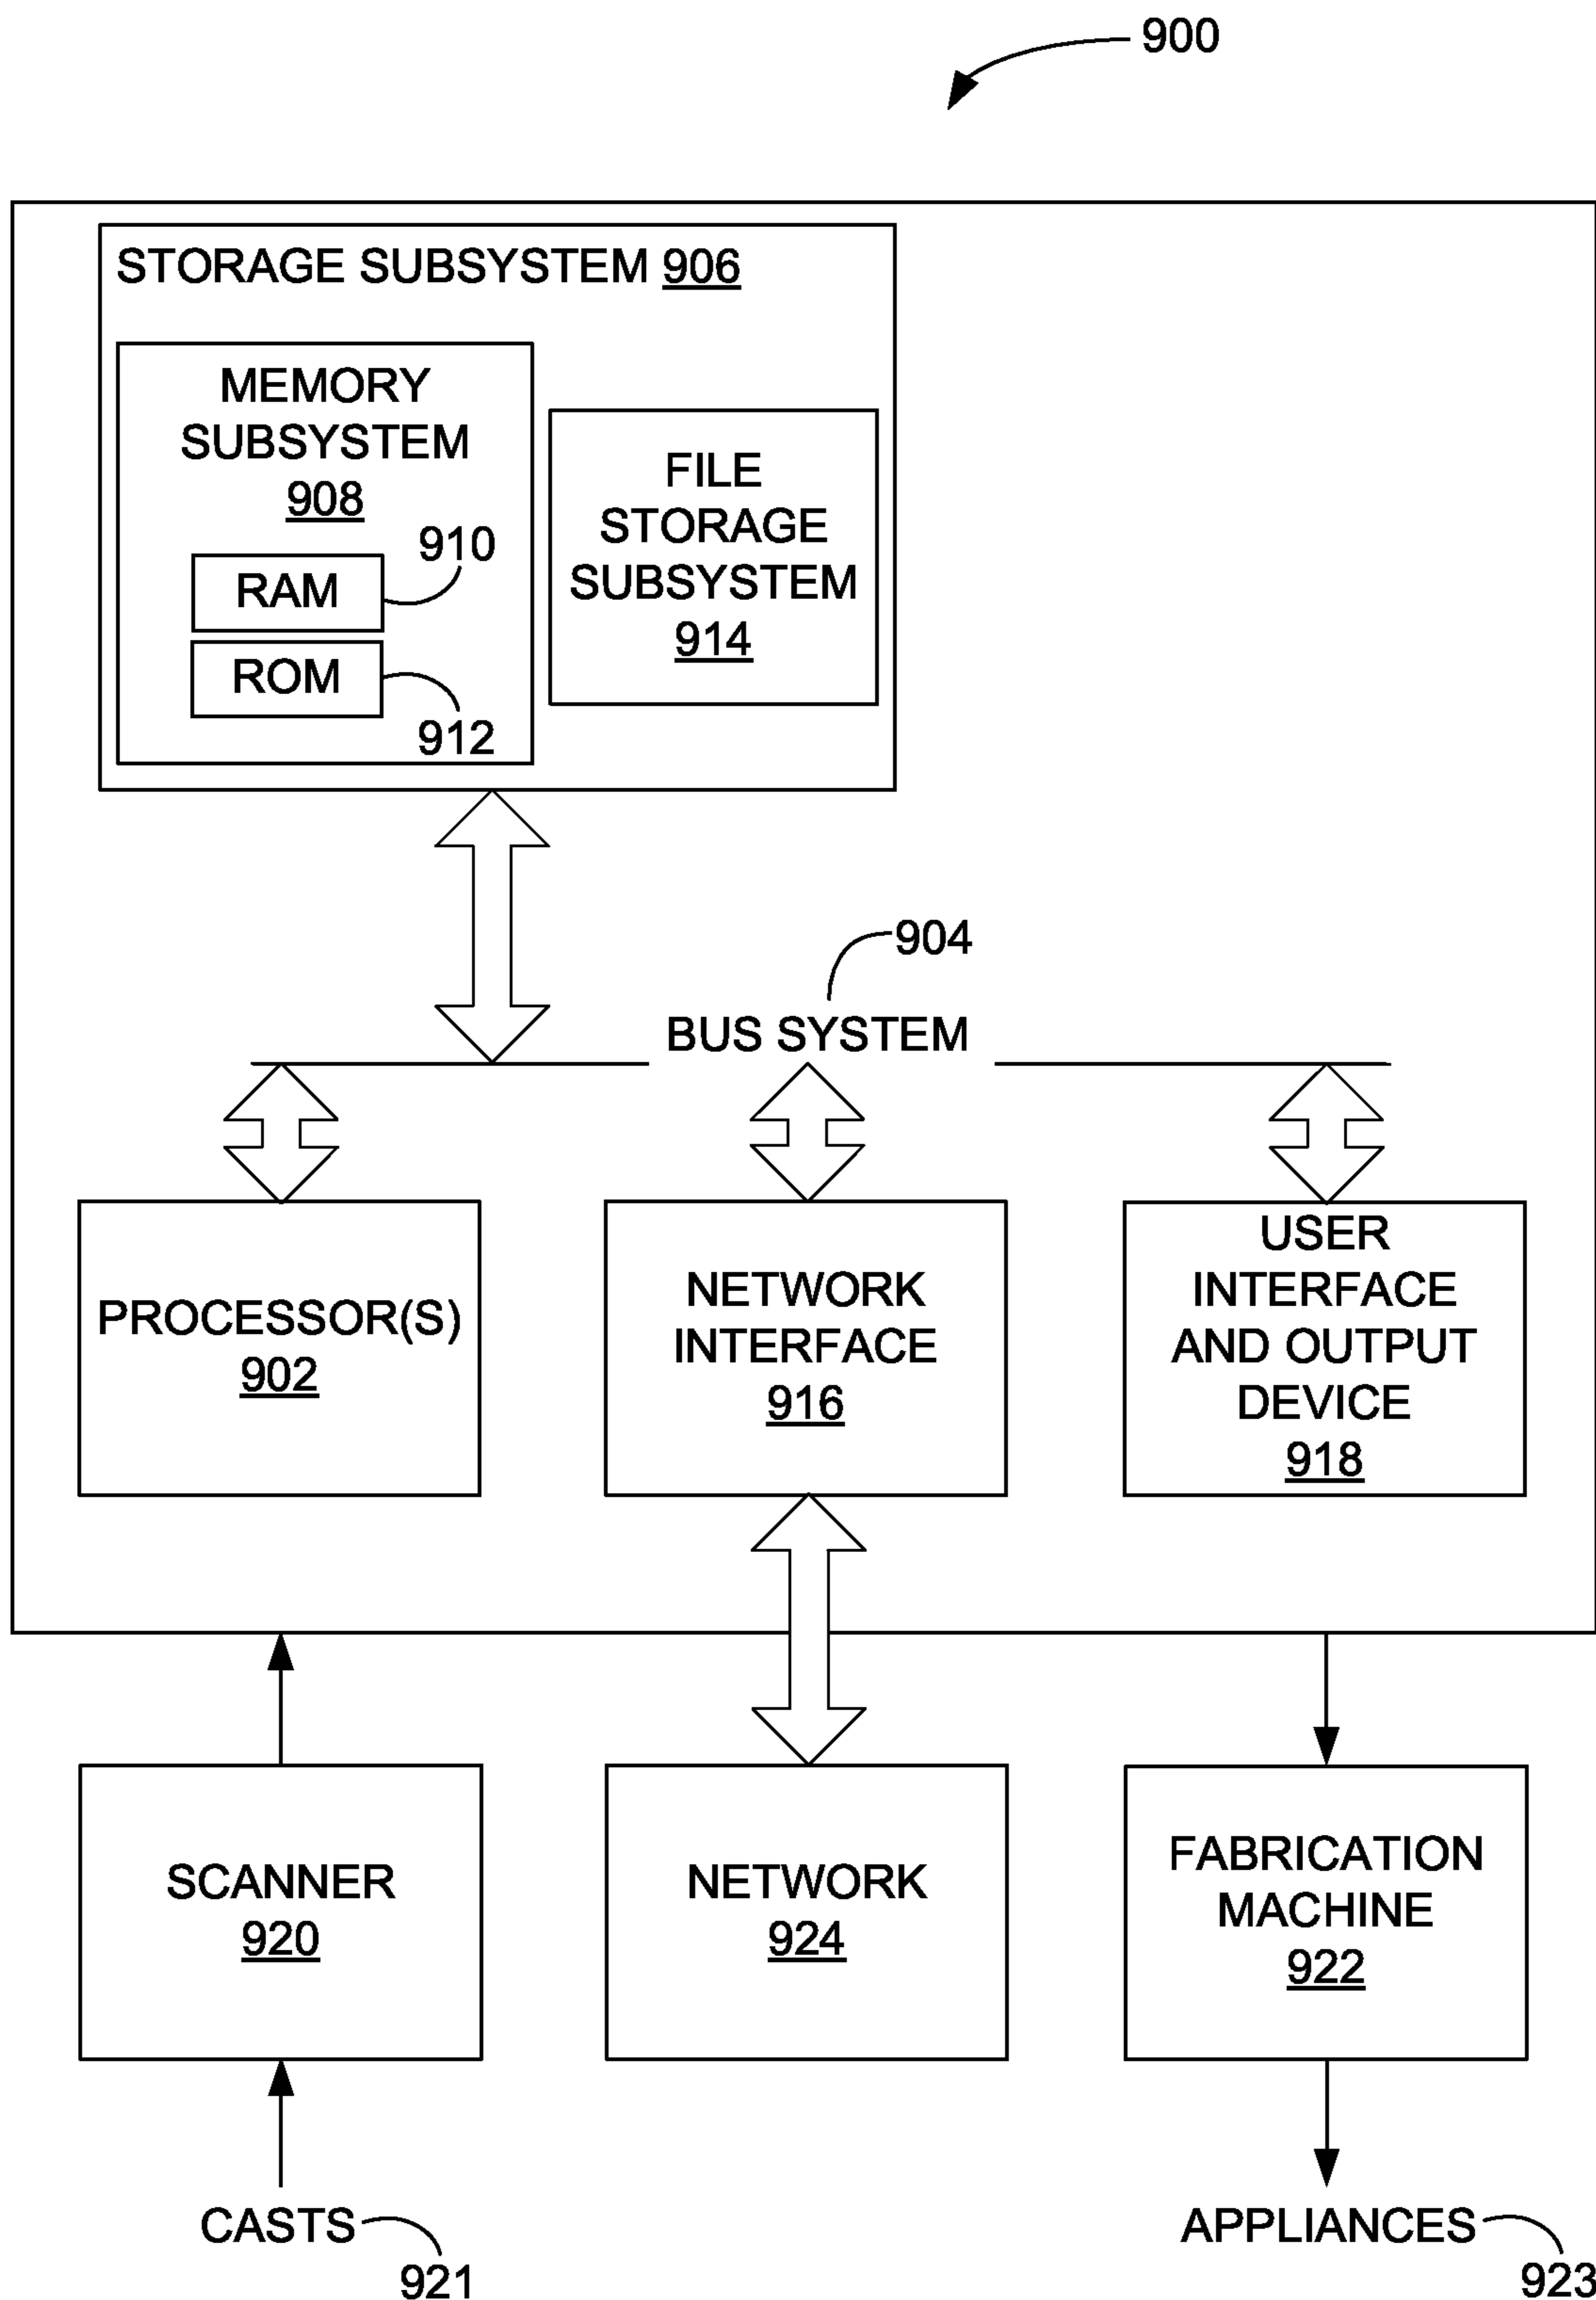 900
STORAGE SUBSYSTEM 906
MEMORY
SUBSYSTEM
908
910
RAM
ROM
912
FILE
STORAGE
SUBSYSTEM
914
904
BUS SYSTEM
PROCESSOR(S)
902
NETWORK
INTERFACE
916
USER
INTERFACE
AND OUTPUT
DEVICE
918
SCANNER
920
NETWORK
924
FABRICATION
MACHINE
922
CASTS
921
APPLIANCES
923